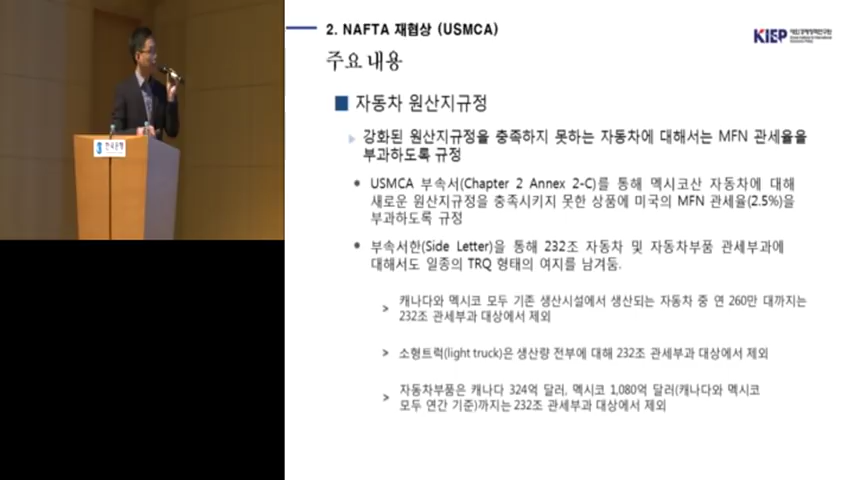 2. NAFTA 재협상 (USMCA)
KIEP 대외경제정책연구원
주요 내용
자동차 원산지규정
강화된 원산지규정을 충족하지 못하는 자동차에 대해서는 MFN 관세율을
부과하도록 규정
USMCA 부속서(Chapter 2 Annex 2-C)를 통해 멕시코산 자동차에 대해
새로운 원산지규정을 충족시키지 못한 상품에 미국의 MFN 관세율(2.5%)을
부과하도록 규정
부속서한(Side Letter)을 통해 232조 자동차 및 자동차부품 관세부과에
대해서도 일종의 TRQ 형태의 여지를 남겨둠.
캐나다와 멕시코 모두 기존 생산시설에서 생산되는 자동차 중 연 260만 대까지는
232조 관세부과 대상에서 제외
소형트럭(light truck)은 생산량 전부에 대해 232조 관세부과 대상에서 제외
자동차부품은 캐나다 324억 달러, 멕시코 1,080억 달러(캐나다와 멕시코
모두 연간 기준)까지는 232조 관세부과 대상에서 제외
한국은행